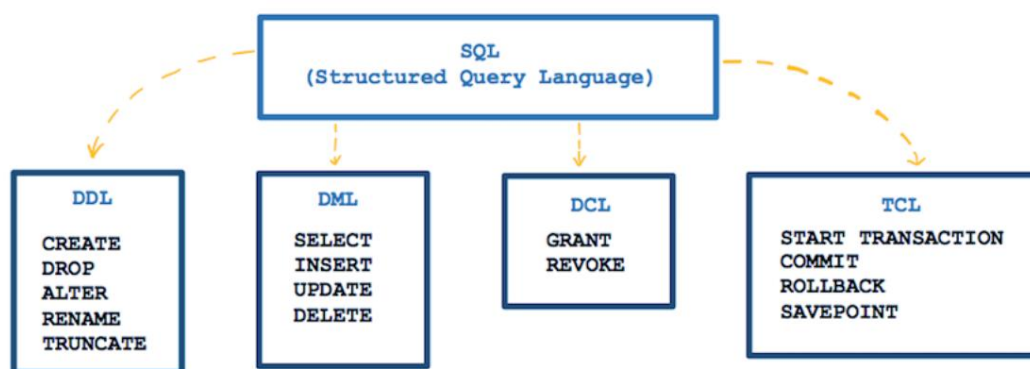 SQL
(Structured Query Language)
DDL
CREATE
DROP
ALTER
RENAME
TRUNCATE
DML
SELECT
INSERT
UPDATE
DELETE
DCL
GRANT
REVOKE
TCL
START TRANSACTION
COMMIT
ROLLBACK
SAVEPOINT